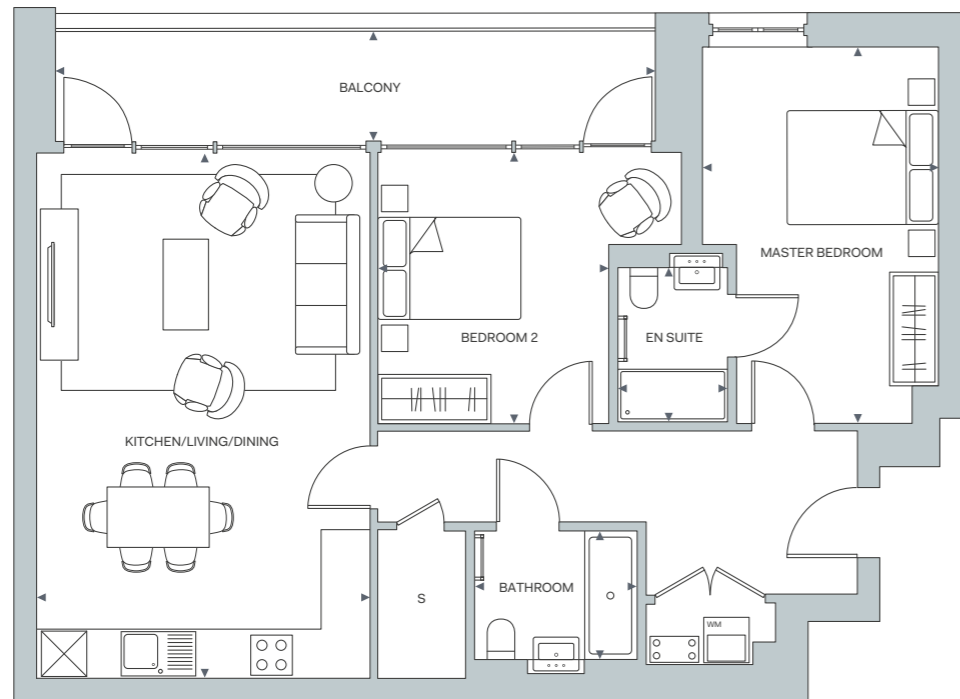 BALCONY
MASTER BEDROOM
BEDROOM 2
EN SUITE
KITCHEN/LIVING/DINING
BATHROOM
S
WM